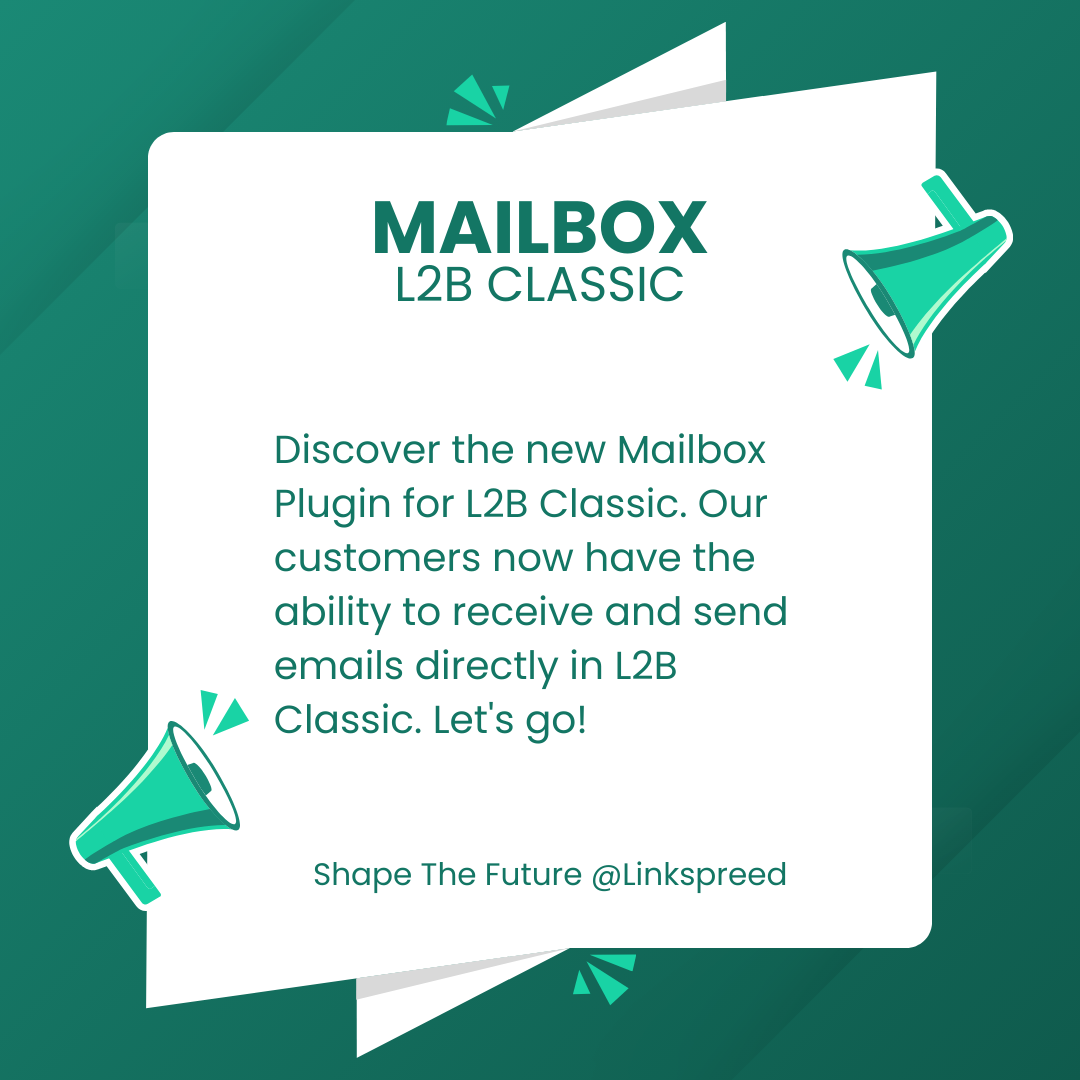 MAILBOX
L2B CLASSIC
Discover the new Mailbox
Plugin for L2B Classic. Our
customers now have the
ability to receive and send
emails directly in L2B
Classic. Let's go!
Shape The Future @Linkspreed